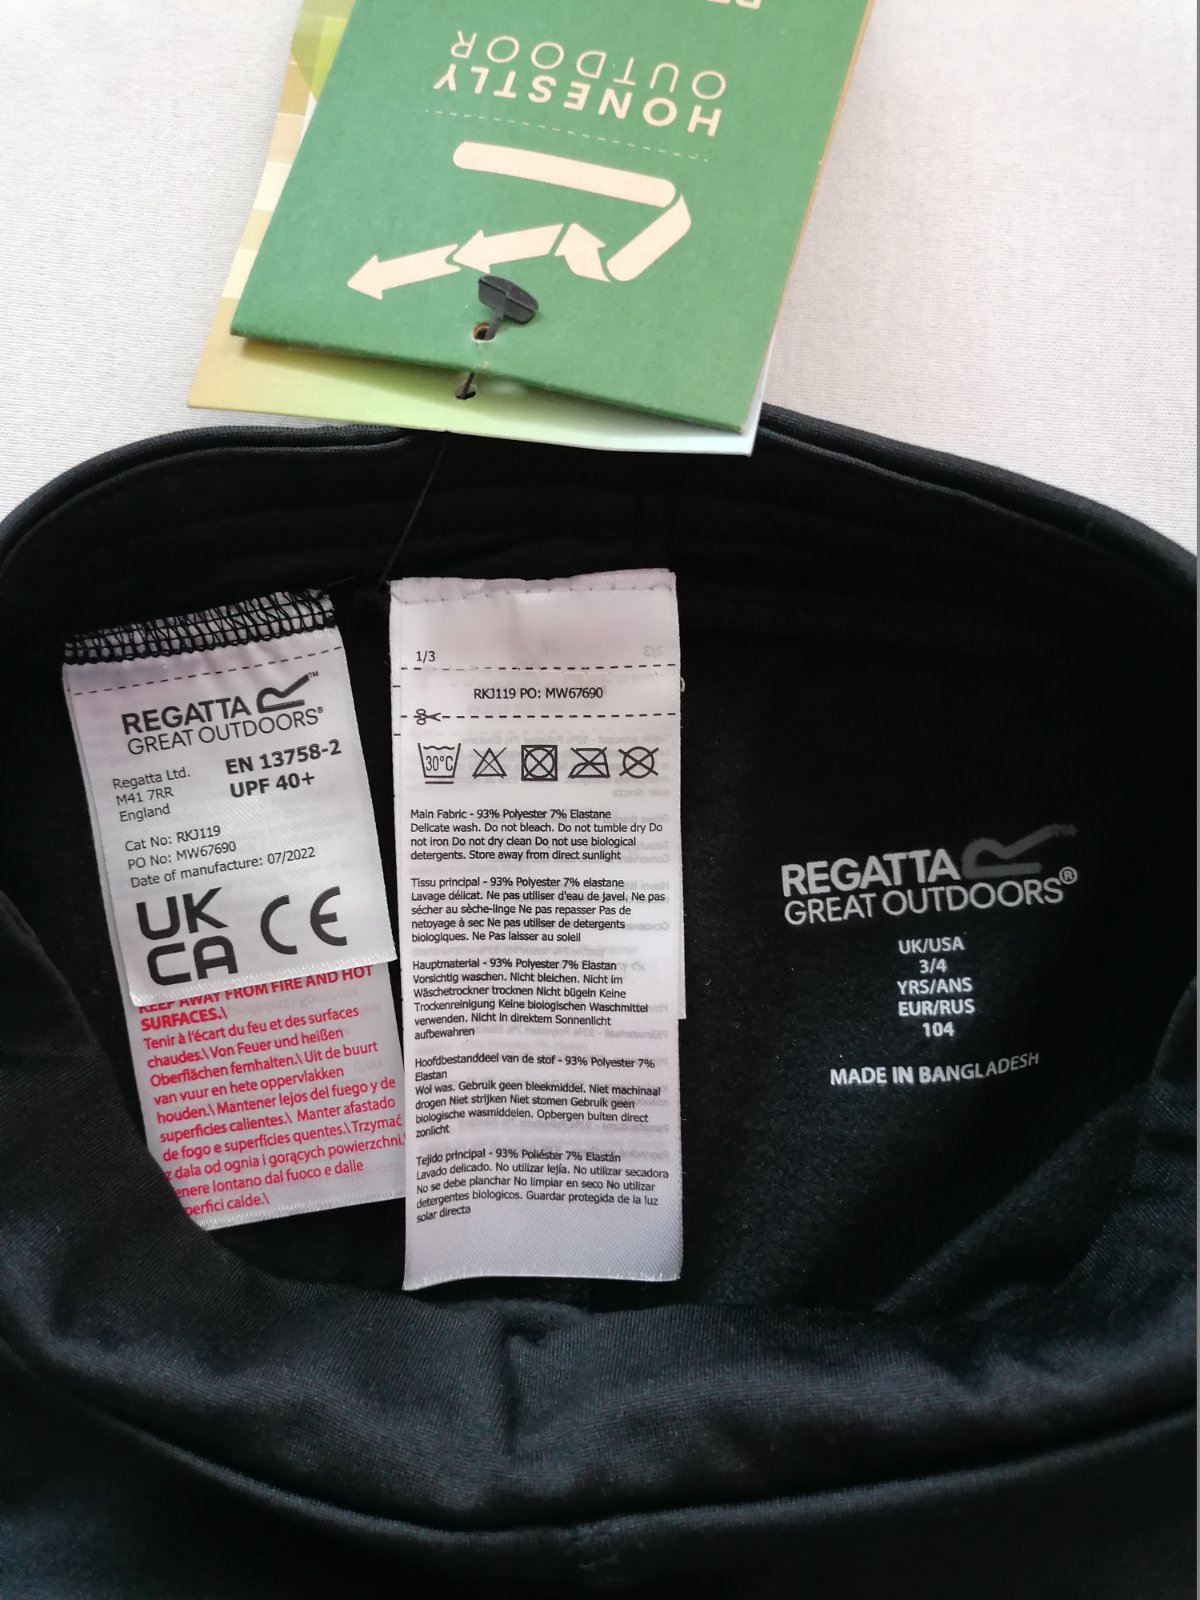 HONESTLY
OUTDOOR
REGATTA
GREAT OUTDOORS®
Regatta Ltd.
M41 7RR
England
EN 13758-2
UPF 40+
Cat No: RKJ119
PO No: MW67690
Date of manufacture: 07/2022
UK
CA
CE
KEEP AWAY FROM FIRE AND HOT
SURFACES.\
Tenir à l'écart du feu et des surfaces
chaudes.\ Von Feuer und heißen
Oberflächen fernhalten.\ Uit de buurt
van vuur en hete oppervlakken
houden.\ Mantener lejos del fuego y de
superficies calientes.\ Manter afastado
de fogo e superfícies quentes.\ Trzymać
z dala od ognia i gorących powierzchni.
enere lontano dal fuoco e dalle
perfici calde.\
1/3
RKJ119 PO: MW67690
30°C
Main Fabric - 93% Polyester 7% Elastane
Delicate wash. Do not bleach. Do not tumble dry Do
not iron Do not dry clean Do not use biological
detergents. Store away from direct sunlight
Tissu principal - 93% Polyester 7% elastane
Lavage délicat. Ne pas utiliser d'eau de javel. Ne pas
sécher au sèche-linge Ne pas repasser Pas de
netoyage à sec Ne pas utiliser de detergents
biologiques. Ne Pas laisser au soleil
Hauptmaterial - 93% Polyester 7% Elastan
Vorsichtig waschen. Nicht bleichen. Nicht im
Wäschetrockner trocknen Nicht bügeln Keine
Trockenreinigung Keine biologischen Waschmittel
verwenden. Nicht in direktem Sonnenlicht
aufbewahren
Hoofdbestanddeel van de stof - 93% Polyester 7%
Elastan
Wol was. Gebruik geen bleekmiddel. Niet machinaal
drogen Niet strijken Niet stomen Gebruik geen
biologische wasmiddelen. Opbergen buiten direct
zonlicht
Tejido principal - 93% Poliéster 7% Elastán
Lavado delicado. No utilizar lejía. No utilizar secadora
No se debe planchar No limpiar en seco No utilizar
detergentes biologicos. Guardar protegida de la luz
solar directa
REGATTA
GREAT OUTDOORS®
UK/USA
3/4
YRS/ANS
EUR/RUS
104
MADE IN BANGLADESH